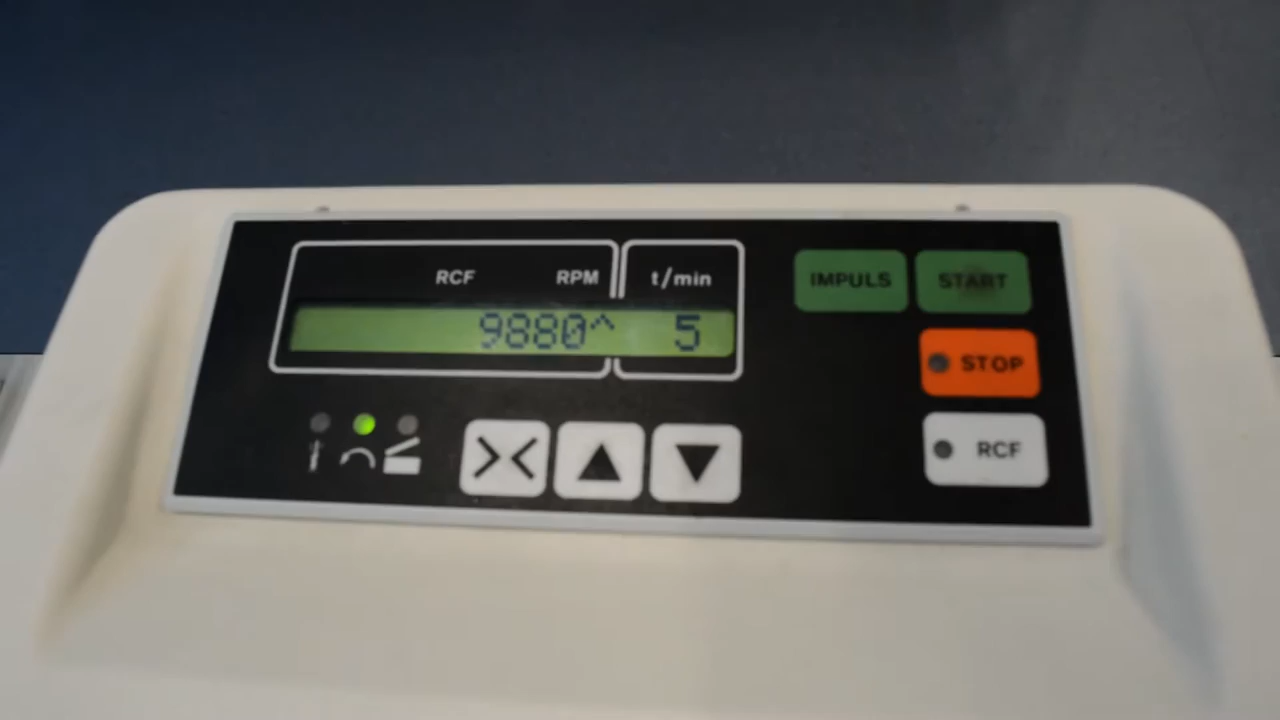 RCF RPM t/min
IMPULS START
9880^ 5
STOP
RCF